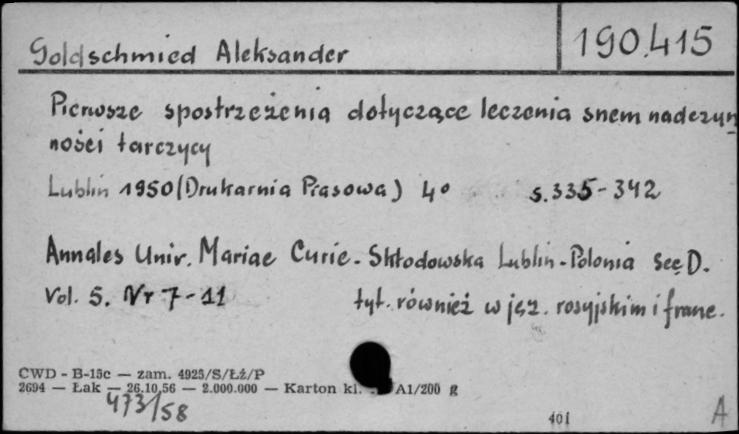 Goldschmied Aleksander
190.415
Pierwsze spostrzeżenia dotyczące leczenia snem nadczyn
ności tarczycy
Lublin 1950 (Drukarnia Prasowa) 4° s. 335-342
Annales Univ. Mariae Curie-Skłodowska Lublin-Polonia Sec D.
Vol. 5. Nr 7-11 tyt. również w jęz. rosyjskim i franc.
CWD - B-15c — zam. 4925/S/Łź/P
2694 — Łak — 26.10.56 — 2.000.000 — Karton kl. A1/200 g
473/58
401
A